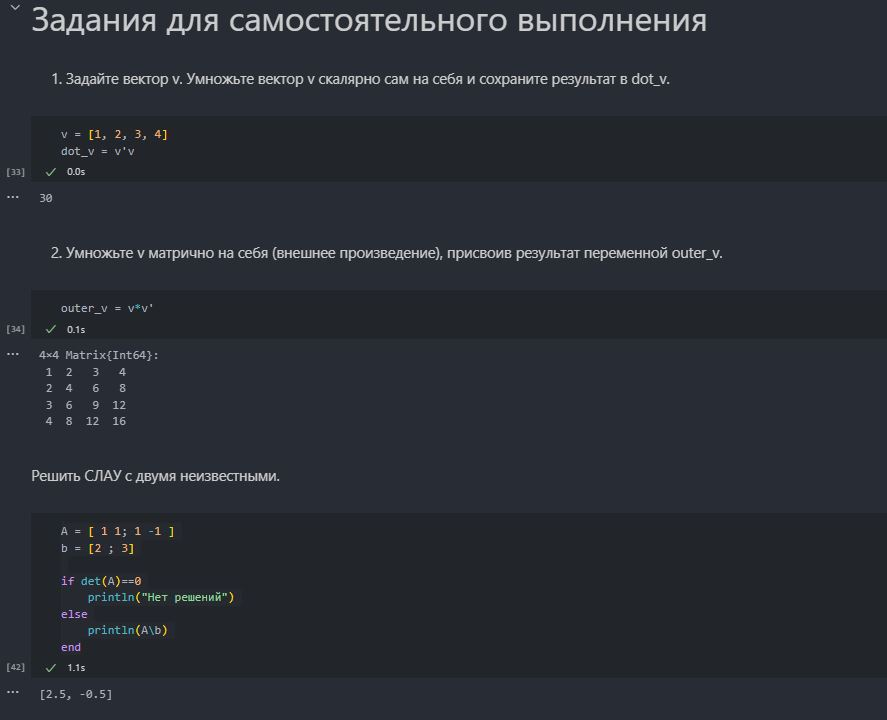 Задания для самостоятельного выполнения
1. Задайте вектор v. Умножьте вектор v скалярно сам на себя и сохраните результат в dot_v.
v = [1, 2, 3, 4]
dot_v = v'v
[33] ✓ 0.0s
... 30
2. Умножьте v матрично на себя (внешнее произведение), присвоив результат переменной outer_v.
outer_v = v*v'
[34] ✓ 0.1s
... 4×4 Matrix{Int64}:
1 2 3 4
2 4 6 8
3 6 9 12
4 8 12 16
Решить СЛАУ с двумя неизвестными.
A = [ 1 1; 1 -1 ]
b = [2 ; 3]
if det(A)==0
println("Нет решений")
else
println(A\b)
end
[42] ✓ 1.1s
... [2.5, -0.5]